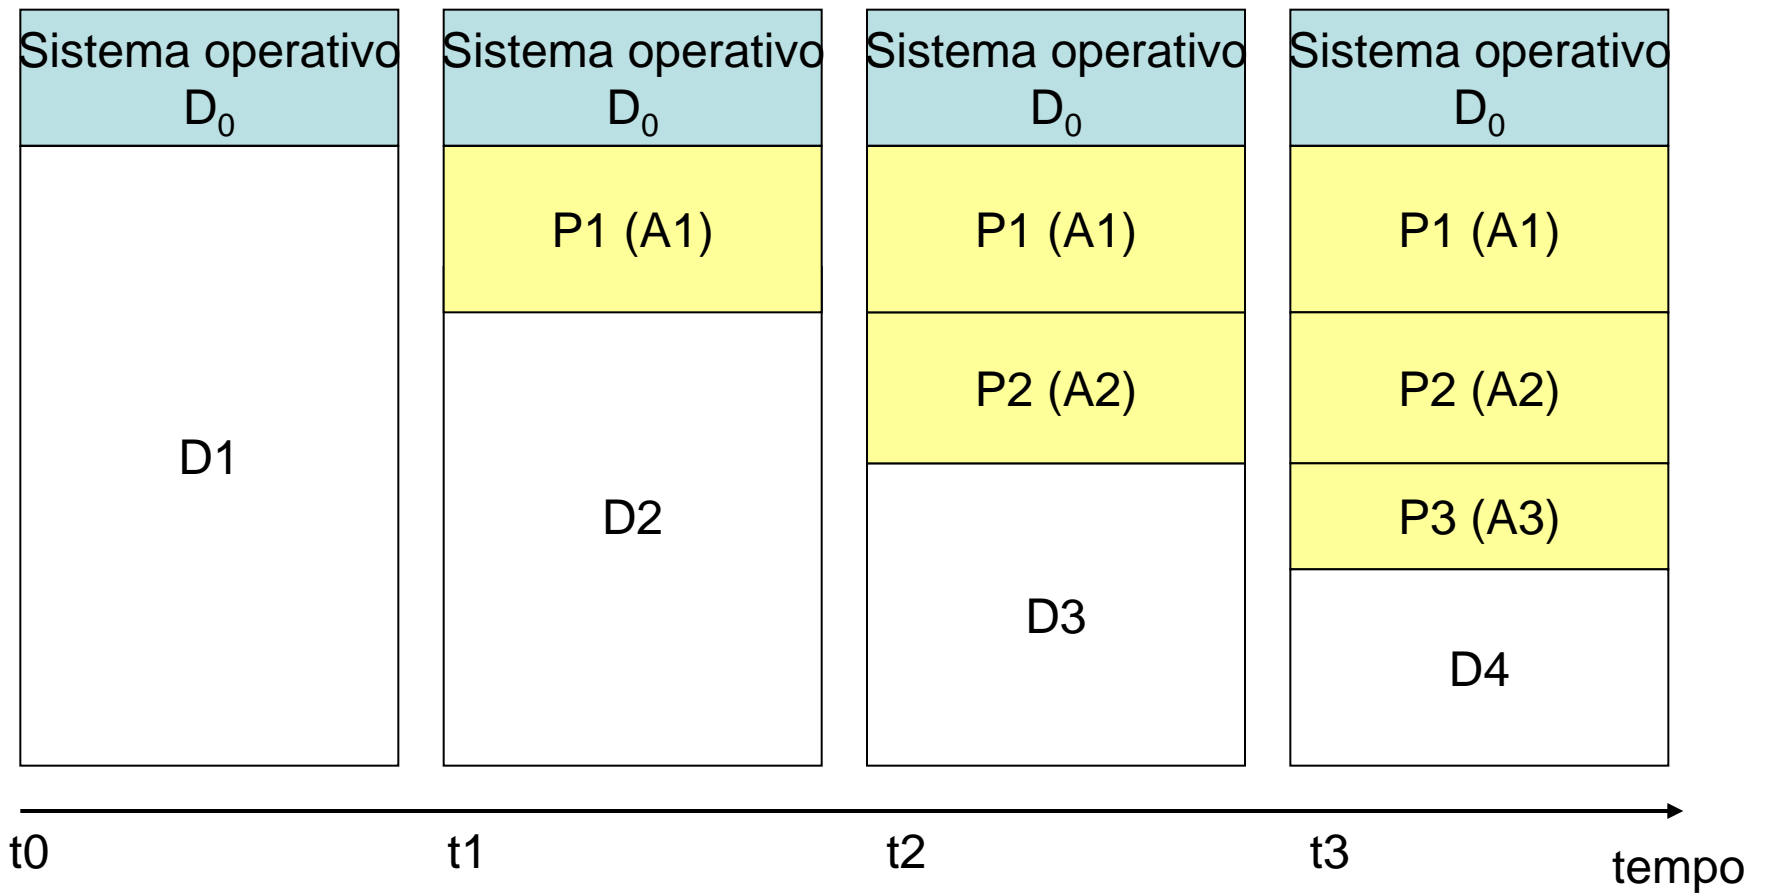 Sistema operativo
D0
D1
Sistema operativo
D0
P1 (A1)
D2
Sistema operativo
D0
P1 (A1)
P2 (A2)
D3
Sistema operativo
D0
P1 (A1)
P2 (A2)
P3 (A3)
D4
t0
t1
t2
t3
tempo